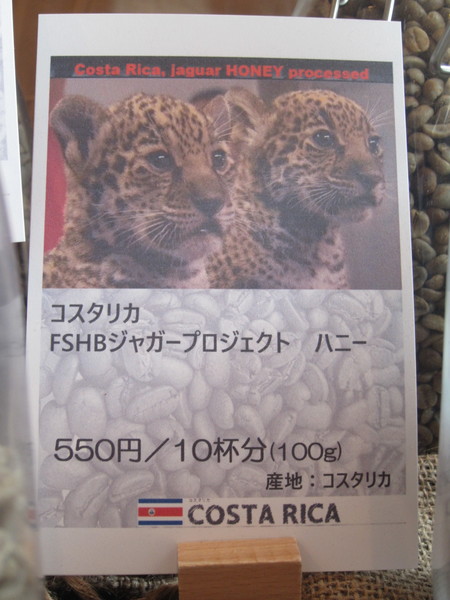 Costa Rica, jaguar HONEY processed
コスタリカ
FSHBジャガープロジェクト　ハニー
550円／10杯分(100g)
産地：コスタリカ
COSTA RICA